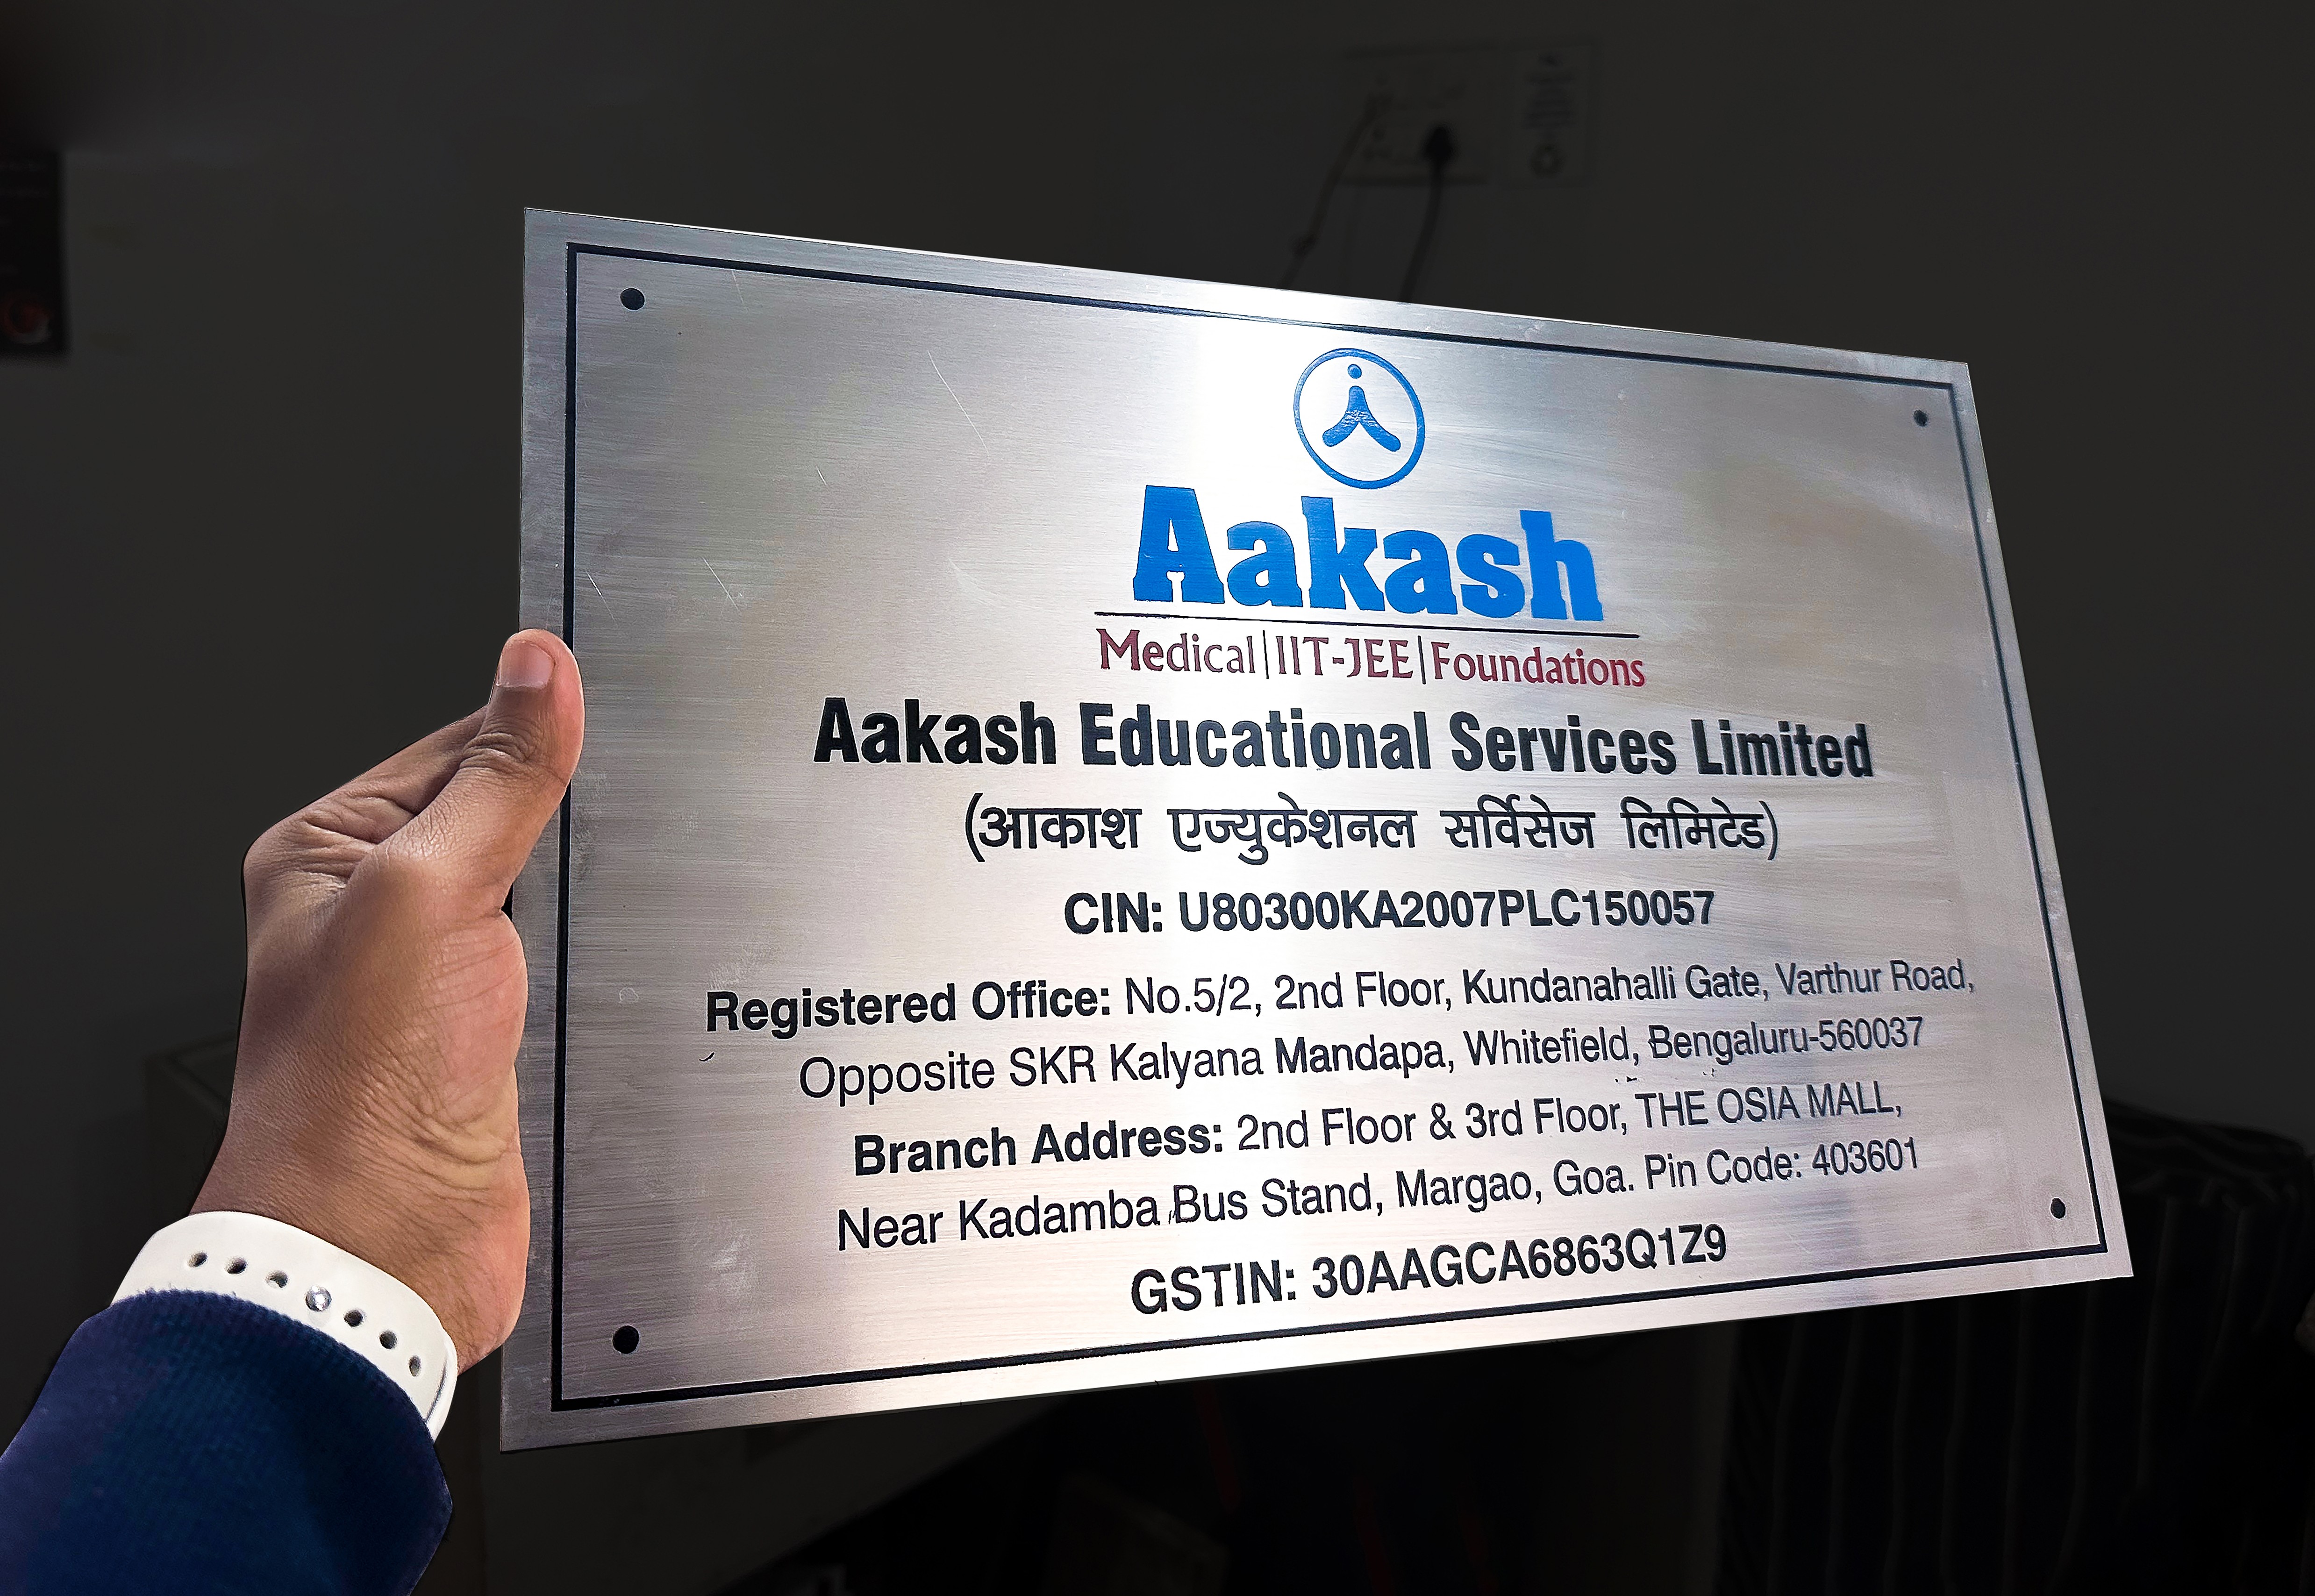 Aakash
Medical|IIT-JEE|Foundations
Aakash Educational Services Limited
(आकाश एज्युकेशनल सर्विसेज लिमिटेड)
CIN: U80300KA2007PLC150057
Registered Office: No.5/2, 2nd Floor, Kundanahalli Gate, Varthur Road,
Opposite SKR Kalyana Mandapa, Whitefield, Bengaluru-560037
Branch Address: 2nd Floor & 3rd Floor, THE OSIA MALL,
Near Kadamba Bus Stand, Margao, Goa. Pin Code: 403601
GSTIN: 30AAGCA6863Q1Z9